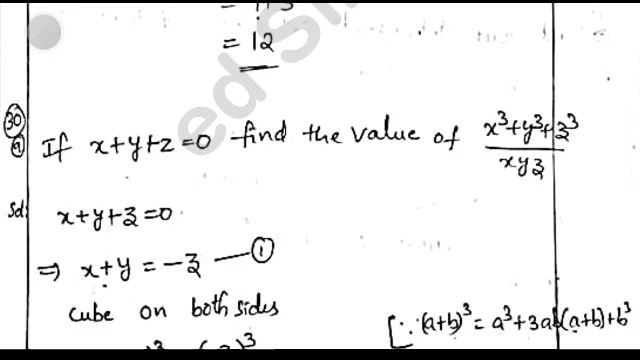 = 12
30
a If x+y+z=0 find the value of x³+y³+z³/xyz
Sol: x+y+z=0
⇒ x+y = -z —①
cube on both sides
[∵ (a+b)³ = a³+3ab(a+b)+b³